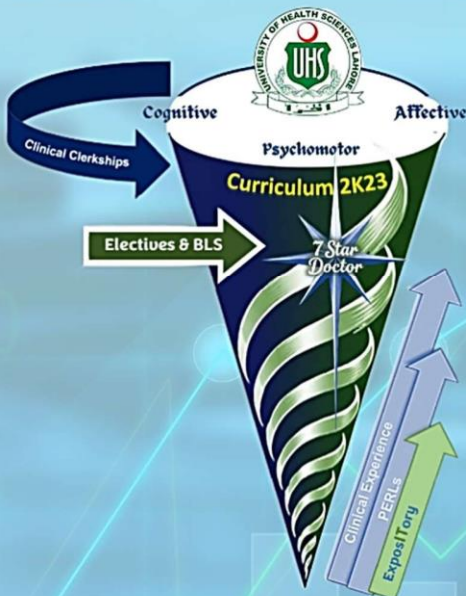 UNIVERSITY OF HEALTH SCIENCES LAHORE
UHS
Cognitive
Affective
Clinical Clerkships
Psychomotor
Curriculum 2K23
Electives & BLS
7 Star
Doctor
Clinical Experience
PERLs
ExposITory